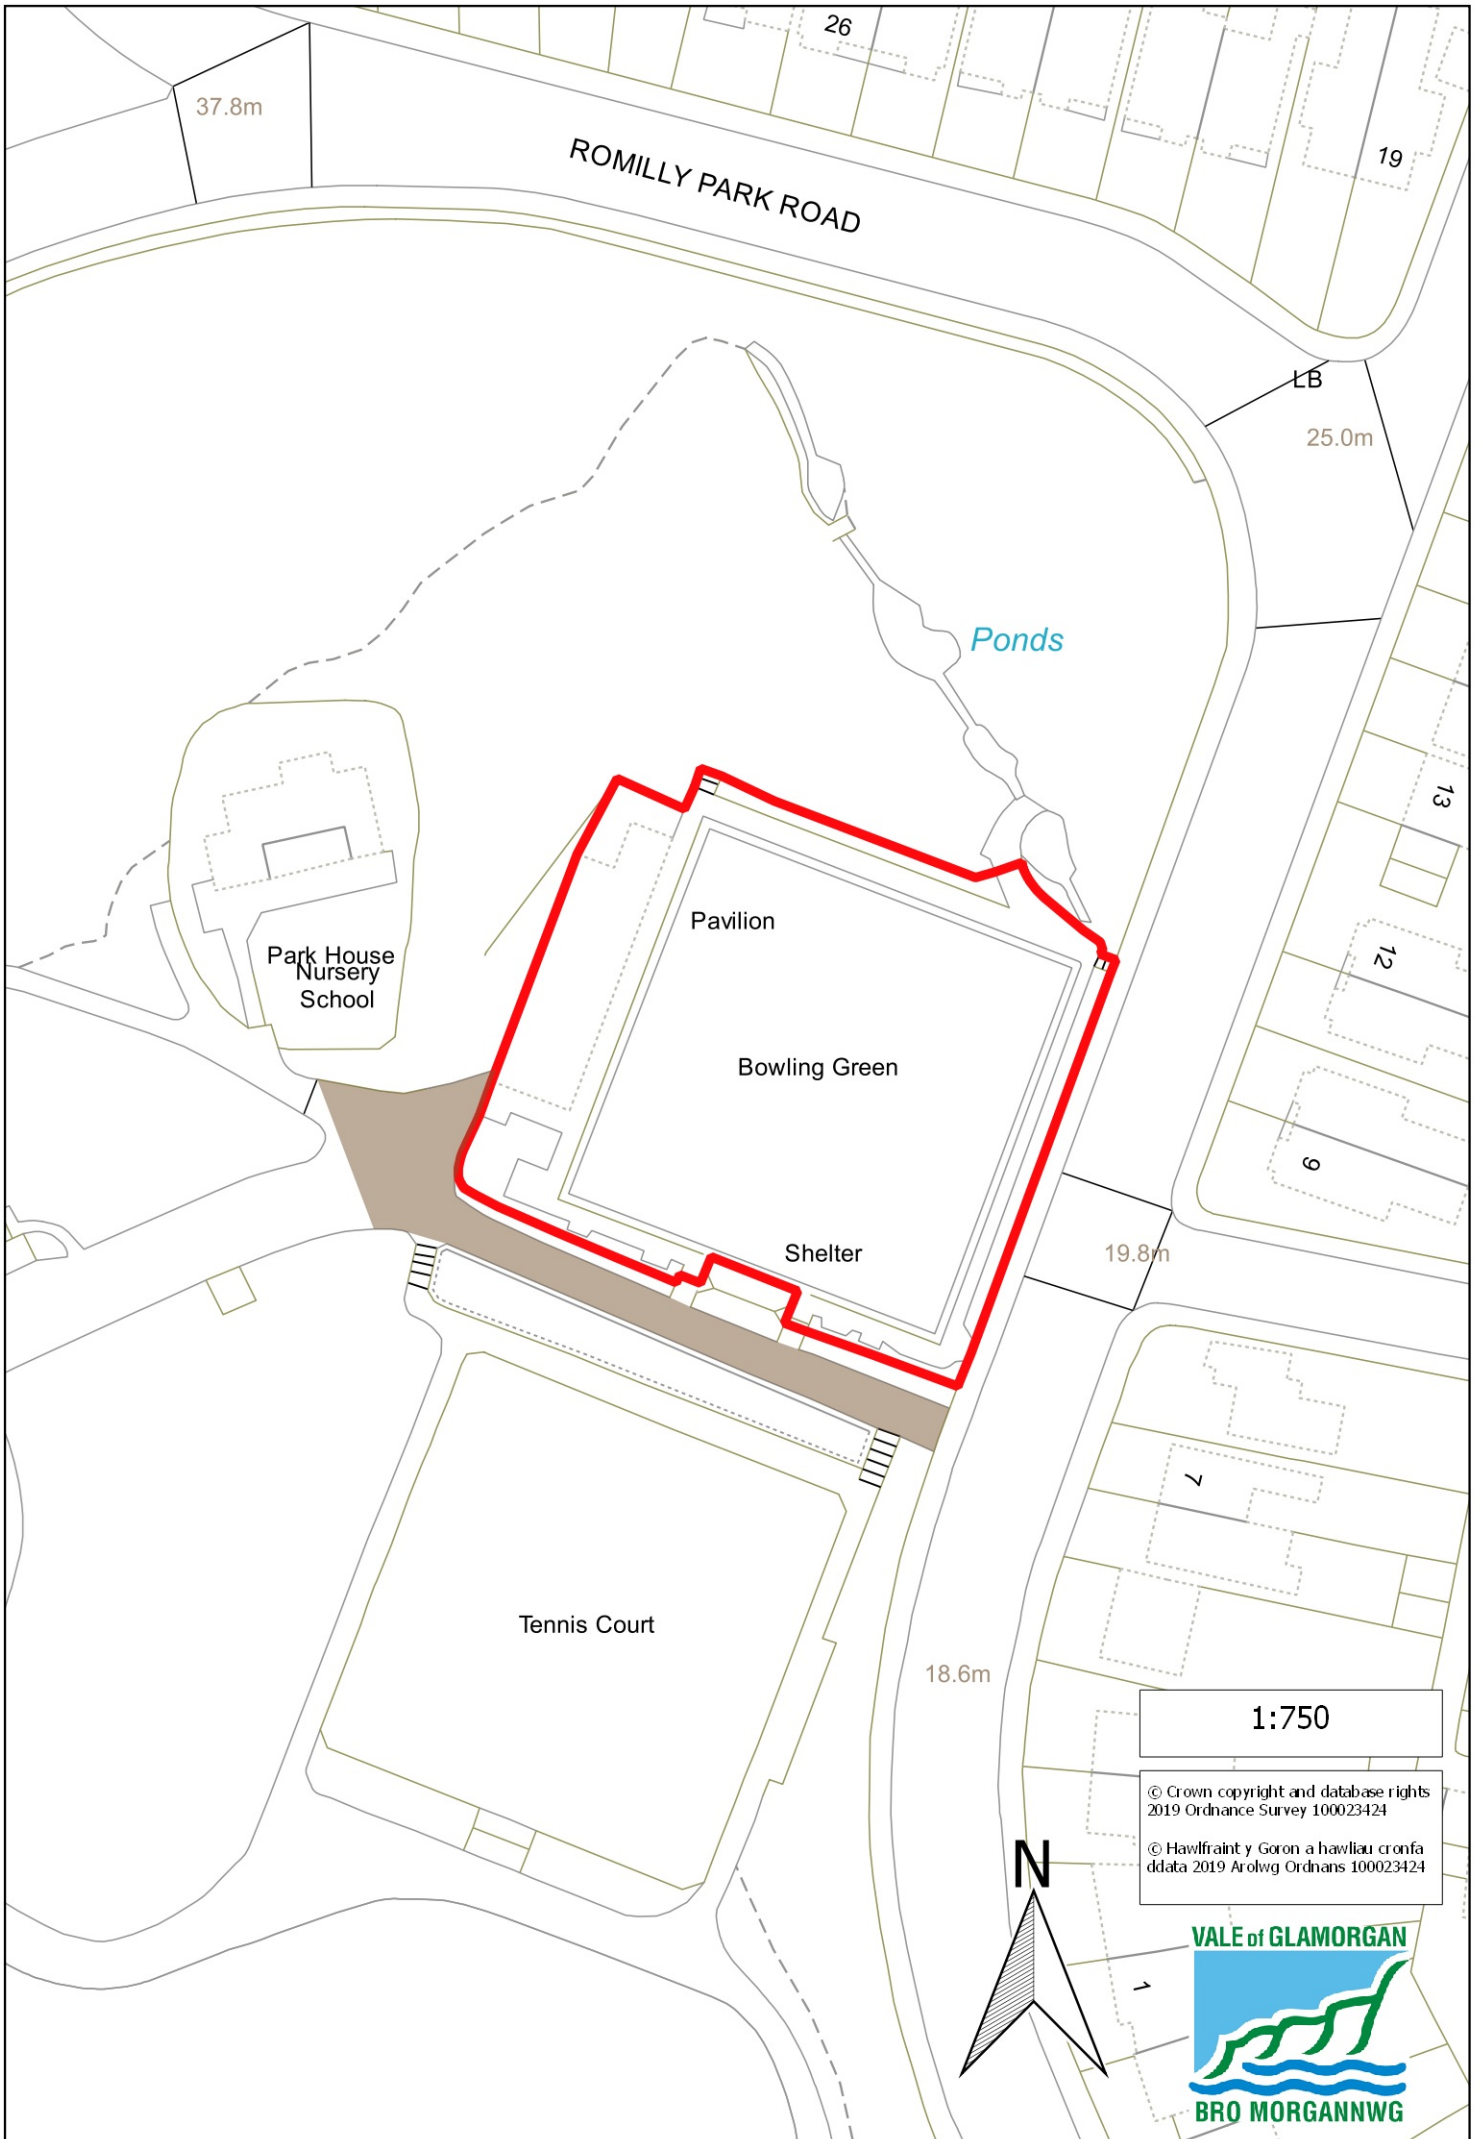 26
37.8m
ROMILLY PARK ROAD
19
LB
25.0m
Ponds
13
Pavilion
Park House
Nursery
School
12
Bowling Green
9
Shelter
19.8m
7
Tennis Court
18.6m
1:750
© Crown copyright and database rights
2019 Ordnance Survey 100023424
© Hawlfraint y Goron a hawliau cronfa
ddata 2019 Arolwg Ordnans 100023424
N
VALE of GLAMORGAN
1
BRO MORGANNWG